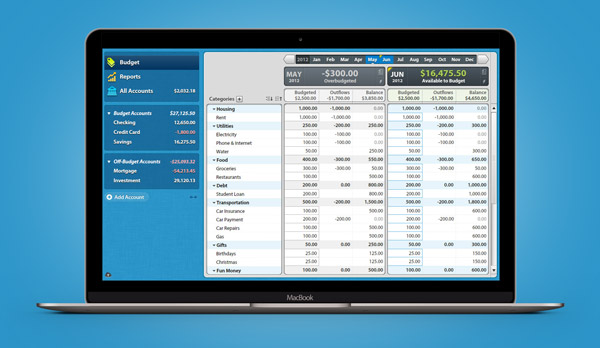 Budget
Reports
All Accounts $2,032.18
Budget Accounts $27,125.50
Checking 12,650.00
Credit Card -1,800.00
Savings 16,275.50
Off-Budget Accounts -$25,093.32
Mortgage -54,213.45
Investment 29,120.13
Add Account
2012 Jan Feb Mar Apr May Jun Jul Aug Sep Oct Nov Dec
MAY 2012 -$300.00 Overbudgeted
JUN 2012 $16,475.50 Available to Budget
Categories
Budgeted Outflows Balance Budgeted Outflows Balance
$2,500.00 -$1,700.00 $3,850.00 $2,500.00 -$1,700.00 $4,650.00
Housing 1,000.00 -1,000.00 0.00 1,000.00 -1,000.00 0.00
Rent 1,000.00 -1,000.00 0.00 1,000.00 -1,000.00 0.00
Utilities 250.00 -200.00 250.00 250.00 -200.00 300.00
Electricity 100.00 -100.00 0.00 100.00 -100.00 0.00
Phone & Internet 100.00 -100.00 0.00 100.00 -100.00 0.00
Water 50.00 250.00 50.00 300.00
Food 400.00 -300.00 550.00 400.00 -300.00 650.00
Groceries 300.00 -300.00 50.00 300.00 -300.00 50.00
Restaurants 100.00 500.00 100.00 600.00
Debt 200.00 0.00 800.00 200.00 0.00 1,000.00
Student Loan 200.00 800.00 200.00 1,000.00
Transportation 500.00 -200.00 1,500.00 500.00 -200.00 1,800.00
Car Insurance 100.00 500.00 100.00 600.00
Car Payment 200.00 -200.00 0.00 200.00 -200.00 0.00
Car Repairs 100.00 500.00 100.00 600.00
Gas 100.00 500.00 100.00 600.00
Gifts 50.00 0.00 250.00 50.00 0.00 300.00
Birthdays 25.00 125.00 25.00 150.00
Christmas 25.00 125.00 25.00 150.00
Fun Money 100.00 0.00 500.00 100.00 0.00 600.00
MacBook